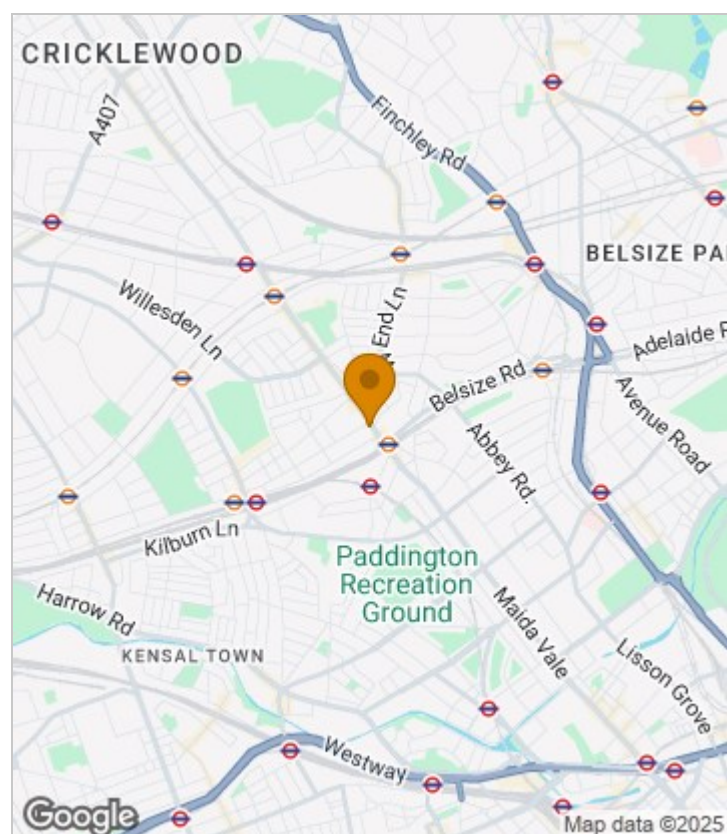 CRICKLEWOOD
A407
Finchley Rd
BELSIZE PA
Willesden Ln
End Ln
Adelaide
Belsize Rd
Avenue Road
Abbey Rd.
Kilburn Ln
Paddington
Recreation
Ground
Harrow Rd
Maida Vale
KENSAL TOWN
Lisson Grove
Westway
Google
Map data ©2025